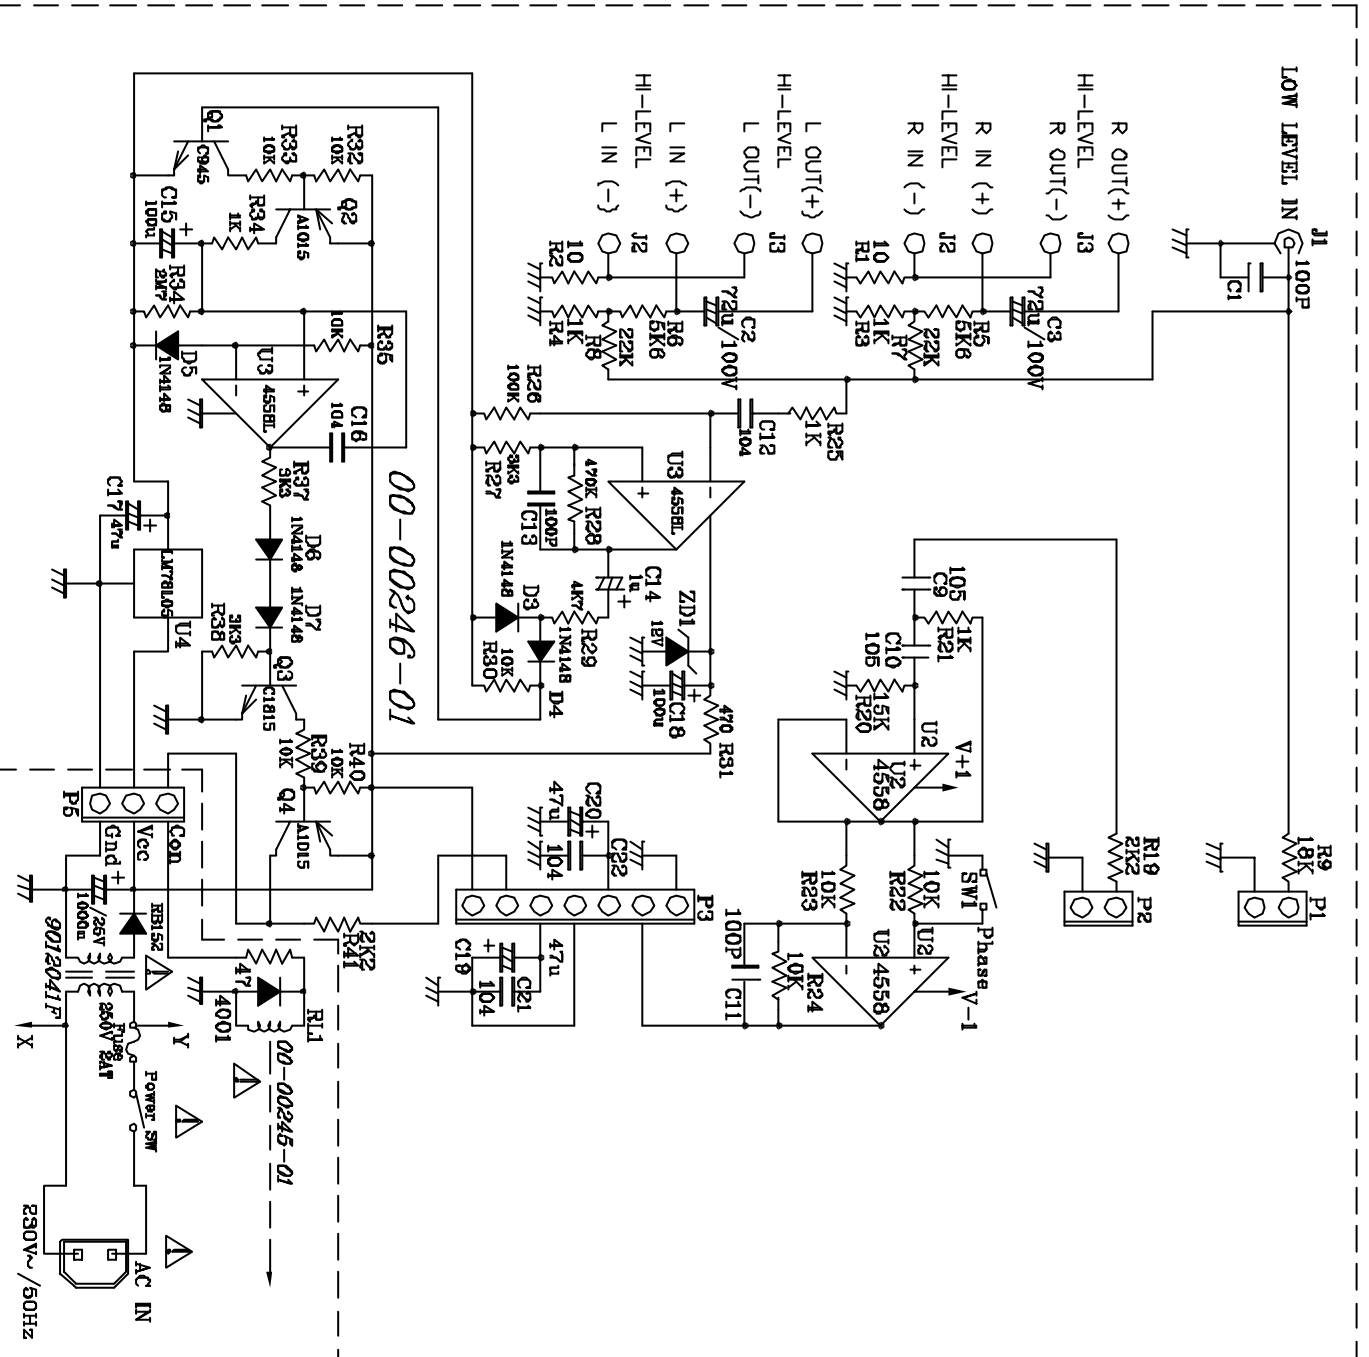 LOW LEVEL IN
J1
100P
C1
R9
18K
P1
HI-LEVEL
R OUT(+)
R OUT(-)
J3
HI-LEVEL
R IN (+)
R IN (-)
J2
HI-LEVEL
L OUT(+)
L OUT(-)
J3
HI-LEVEL
L IN (+)
L IN (-)
J2
C3
72u/100V
R5
5K6
R7
22K
R1
10
R3
1K
C2
72u/100V
R6
5K6
R8
22K
R2
10
R4
1K
R19
2K2
P2
105
C9
1K
R21
C10
105
15K
R20
U2
V+1
U2
4558
10K
R22
R23
10K
SW1
Phase
U2
U2 4558
V-1
R24
10K
100P
C11
R25
1K
C12
104
R26
100K
U3
4558L
3K3
R27
470K R28
100P
C13
C14
1u
4K7
R29
1N4148
D3
1N4148
D4
10K
R30
ZD1
12V
C18
100u
470
R31
P3
C20
47u
C22
104
C19
47u
C21
104
2K2
R41
Q1
C945
R33
10K
R32
10K
Q2
A1015
R34
1K
C15
100u
R34
2M7
D5
1N4148
R35
10K
U3
4558L
C16
104
R37
3K3
D6
1N4148
D7
1N4148
00-00246-01
C17
47u
LM78L05
U4
R38
3K3
Q3
C1815
R39
10K
R40
10K
Q4
A1015
P5
Con
Vcc
Gnd
1000u/25V
RB152
9012041F
47
4001
RL1
00-00245-01
X
Y
Fuse
250V 2AT
Power SW
AC IN
230V~/50Hz